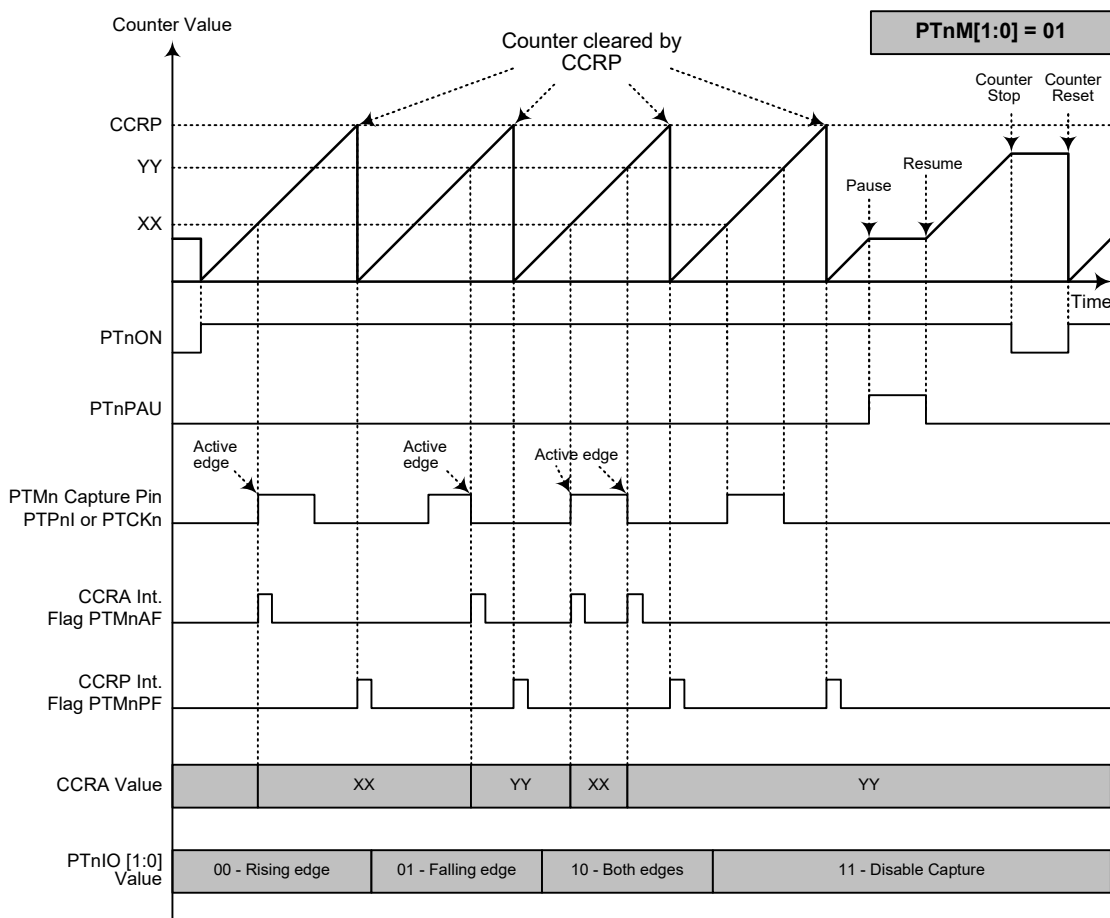 Counter Value
PTnM[1:0] = 01
Counter cleared by
CCRP
Counter
Stop
Counter
Reset
CCRP
YY
XX
Pause
Resume
Time
PTnON
PTnPAU
Active
edge
Active
edge
Active edge
PTMn Capture Pin
PTPnI or PTCKn
CCRA Int.
Flag PTMnAF
CCRP Int.
Flag PTMnPF
CCRA Value
XX
YY
XX
YY
PTnIO [1:0]
Value
00 - Rising edge
01 - Falling edge
10 - Both edges
11 - Disable Capture